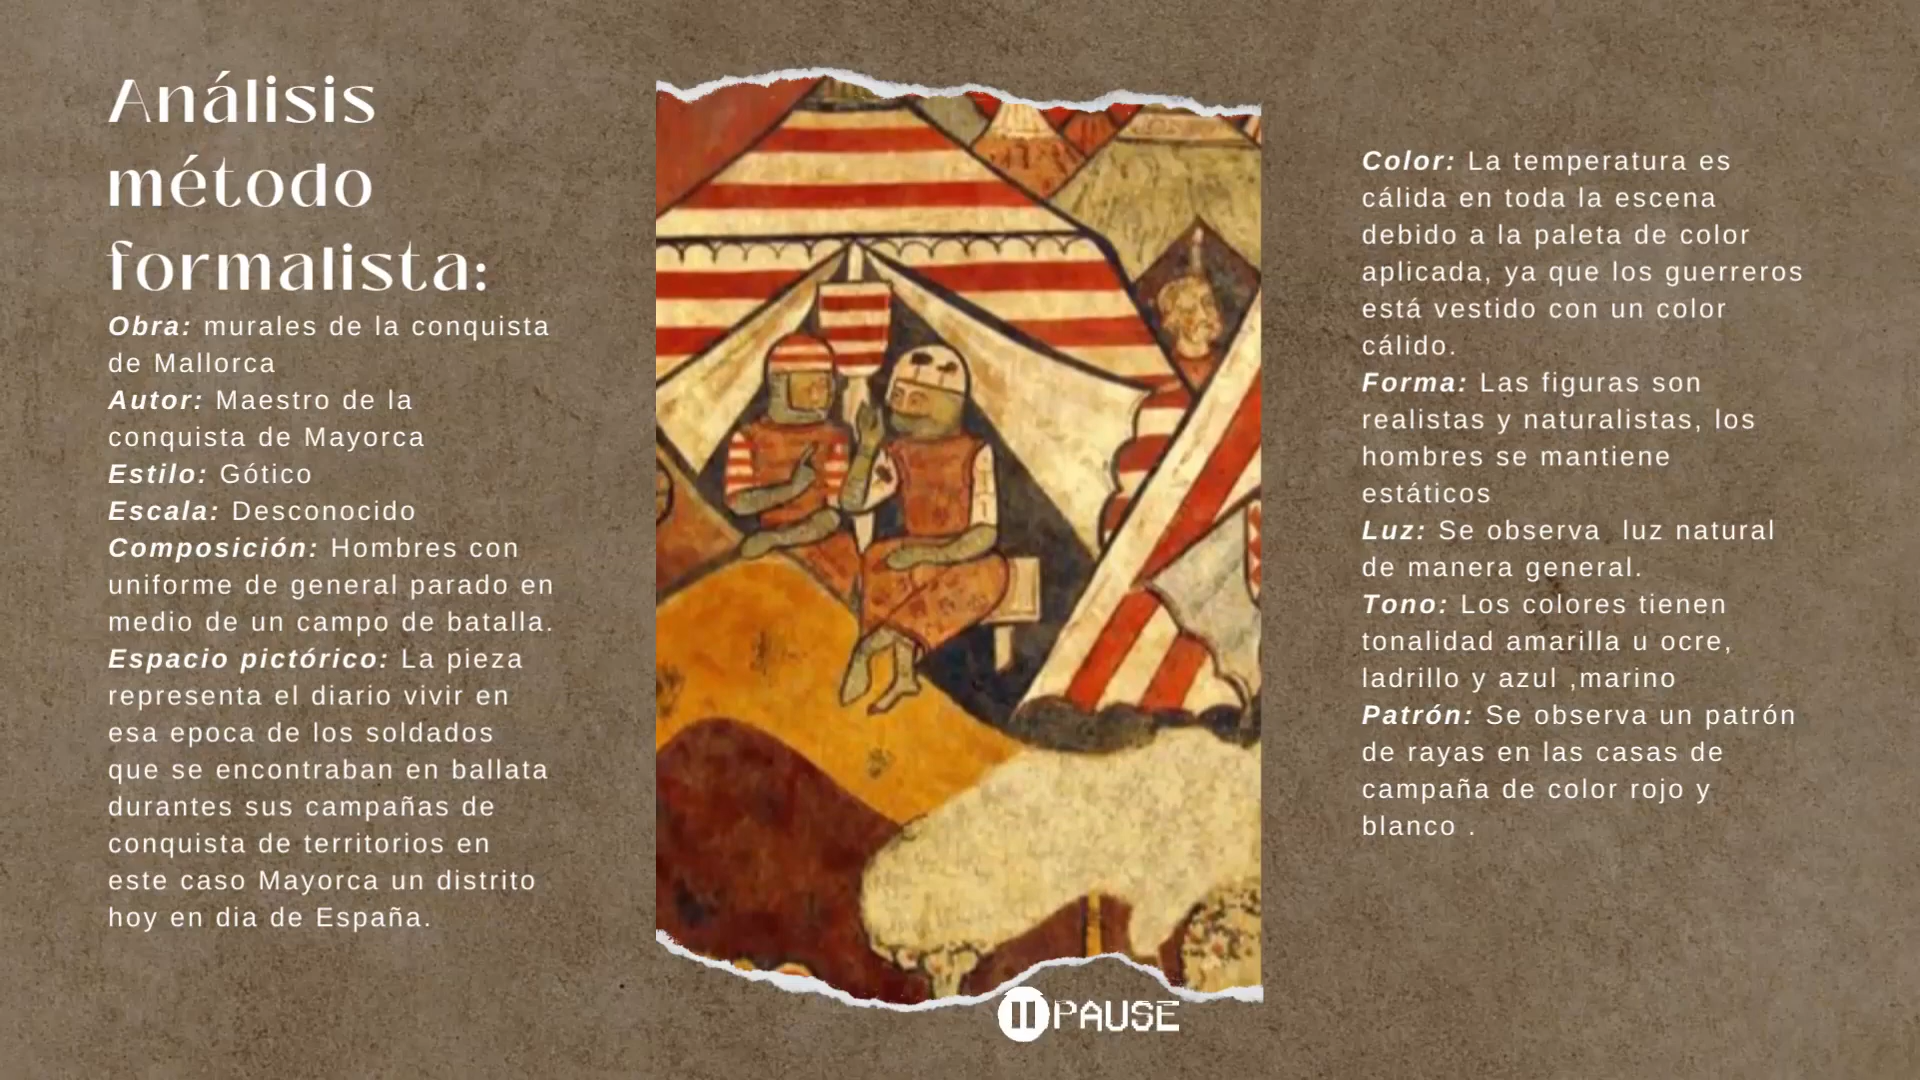 Análisis
método
formalista:
Obra: murales de la conquista
de Mallorca
Autor: Maestro de la
conquista de Mayorca
Estilo: Gótico
Escala: Desconocido
Composición: Hombres con
uniforme de general parado en
medio de un campo de batalla.
Espacio pictórico: La pieza
representa el diario vivir en
esa epoca de los soldados
que se encontraban en ballata
durantes sus campañas de
conquista de territorios en
este caso Mayorca un distrito
hoy en dia de España.
Color: La temperatura es
cálida en toda la escena
debido a la paleta de color
aplicada, ya que los guerreros
está vestido con un color
cálido.
Forma: Las figuras son
realistas y naturalistas, los
hombres se mantiene
estáticos
Luz: Se observa  luz natural
de manera general.
Tono: Los colores tienen
tonalidad amarilla u ocre,
ladrillo y azul ,marino
Patrón: Se observa un patrón
de rayas en las casas de
campaña de color rojo y
blanco .
PAUSE